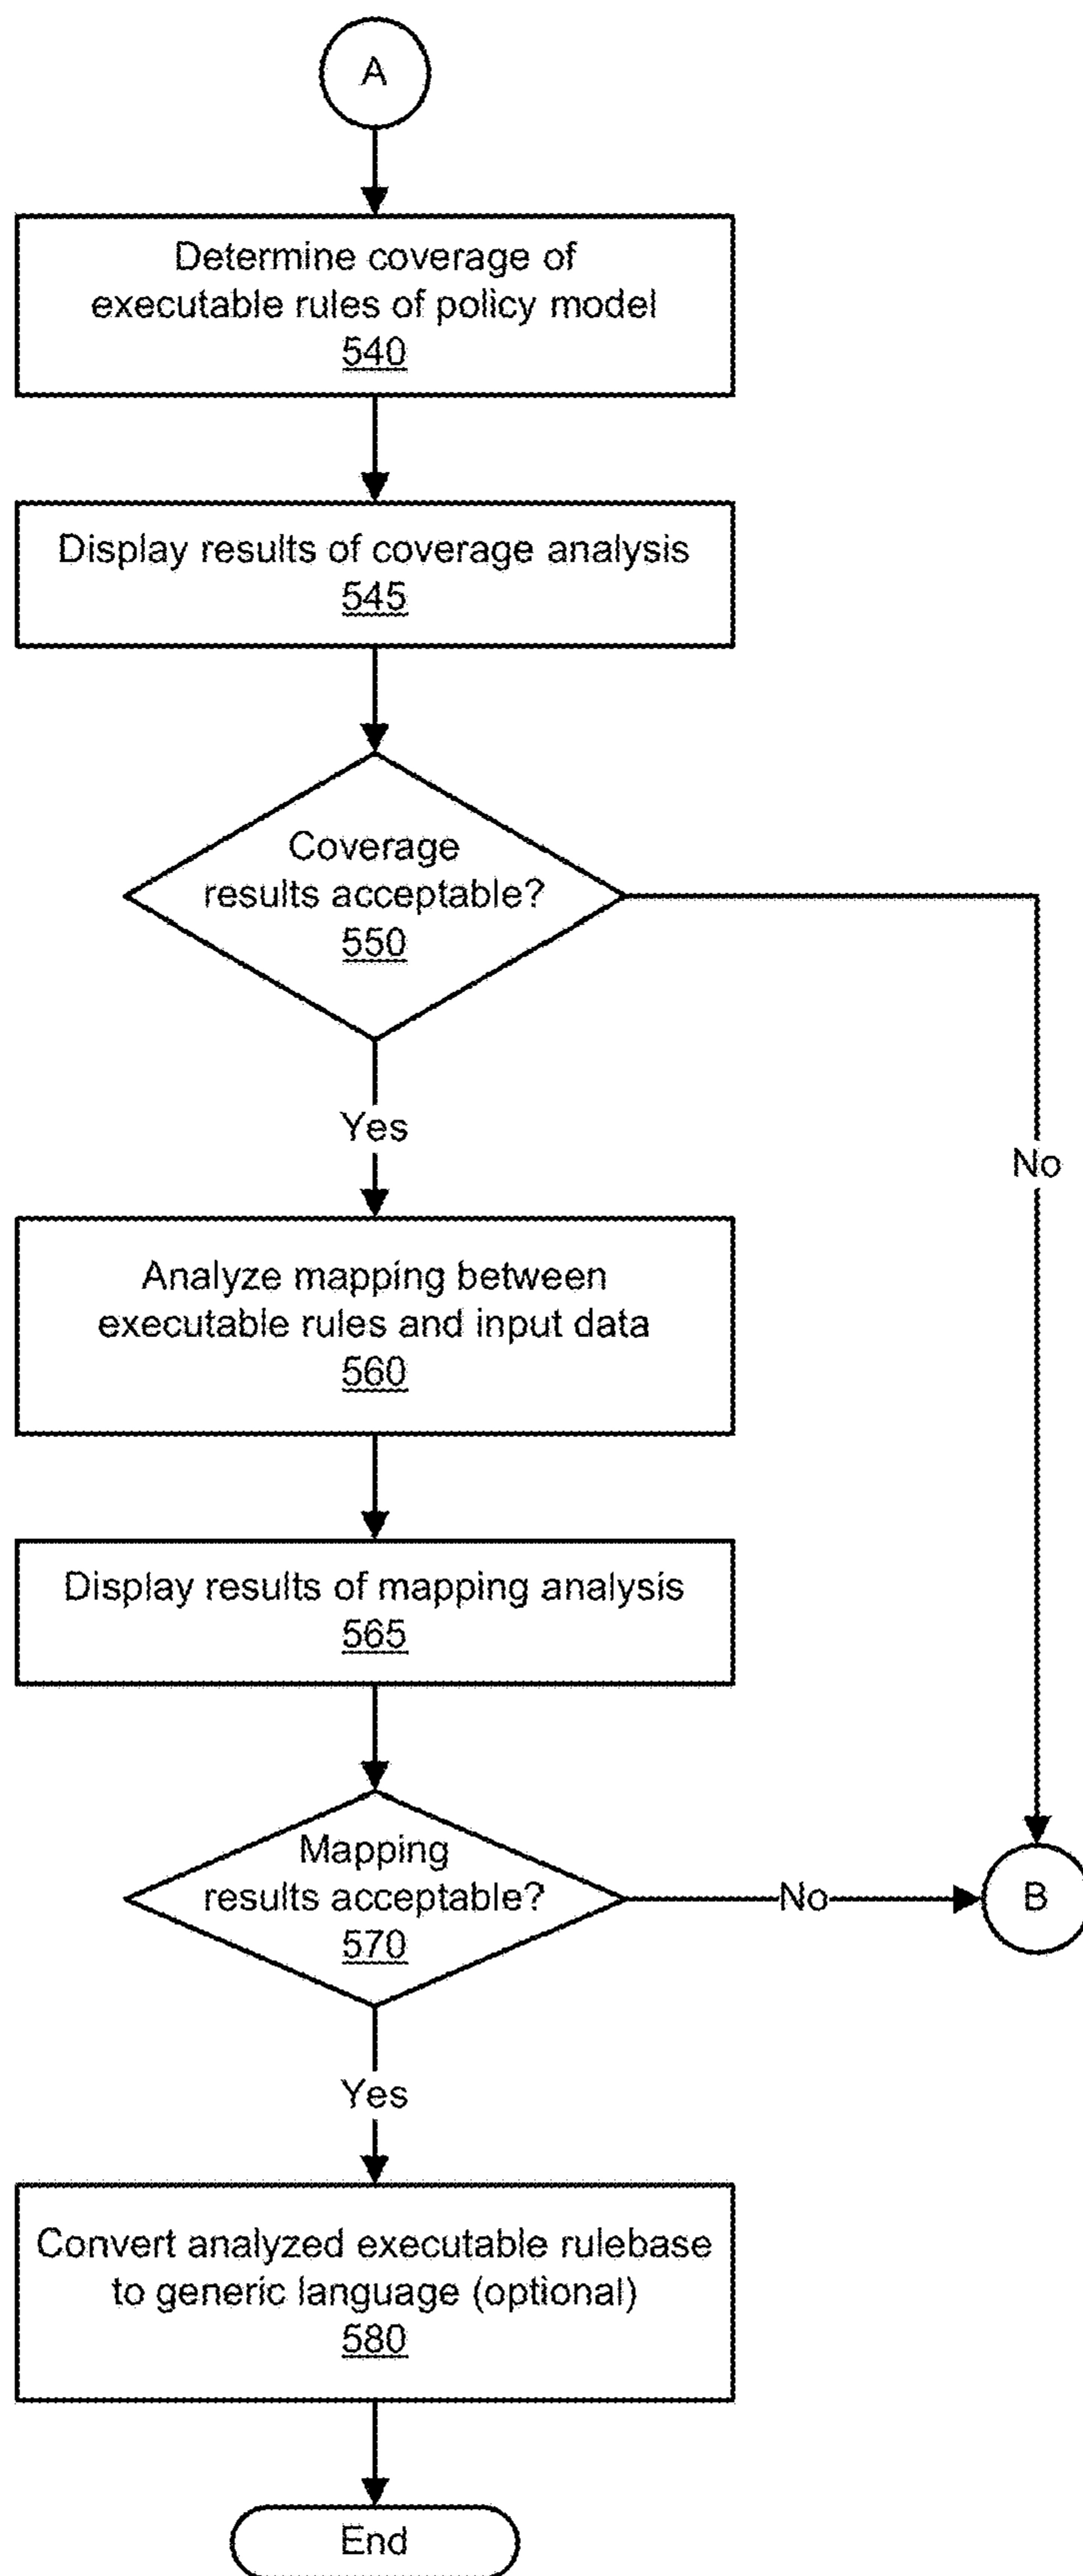 A
Determine coverage of
executable rules of policy model
540
Display results of coverage analysis
545
Coverage
results acceptable?
550
Yes
No
Analyze mapping between
executable rules and input data
560
Display results of mapping analysis
565
Mapping
results acceptable?
570
No
B
Yes
Convert analyzed executable rulebase
to generic language (optional)
580
End